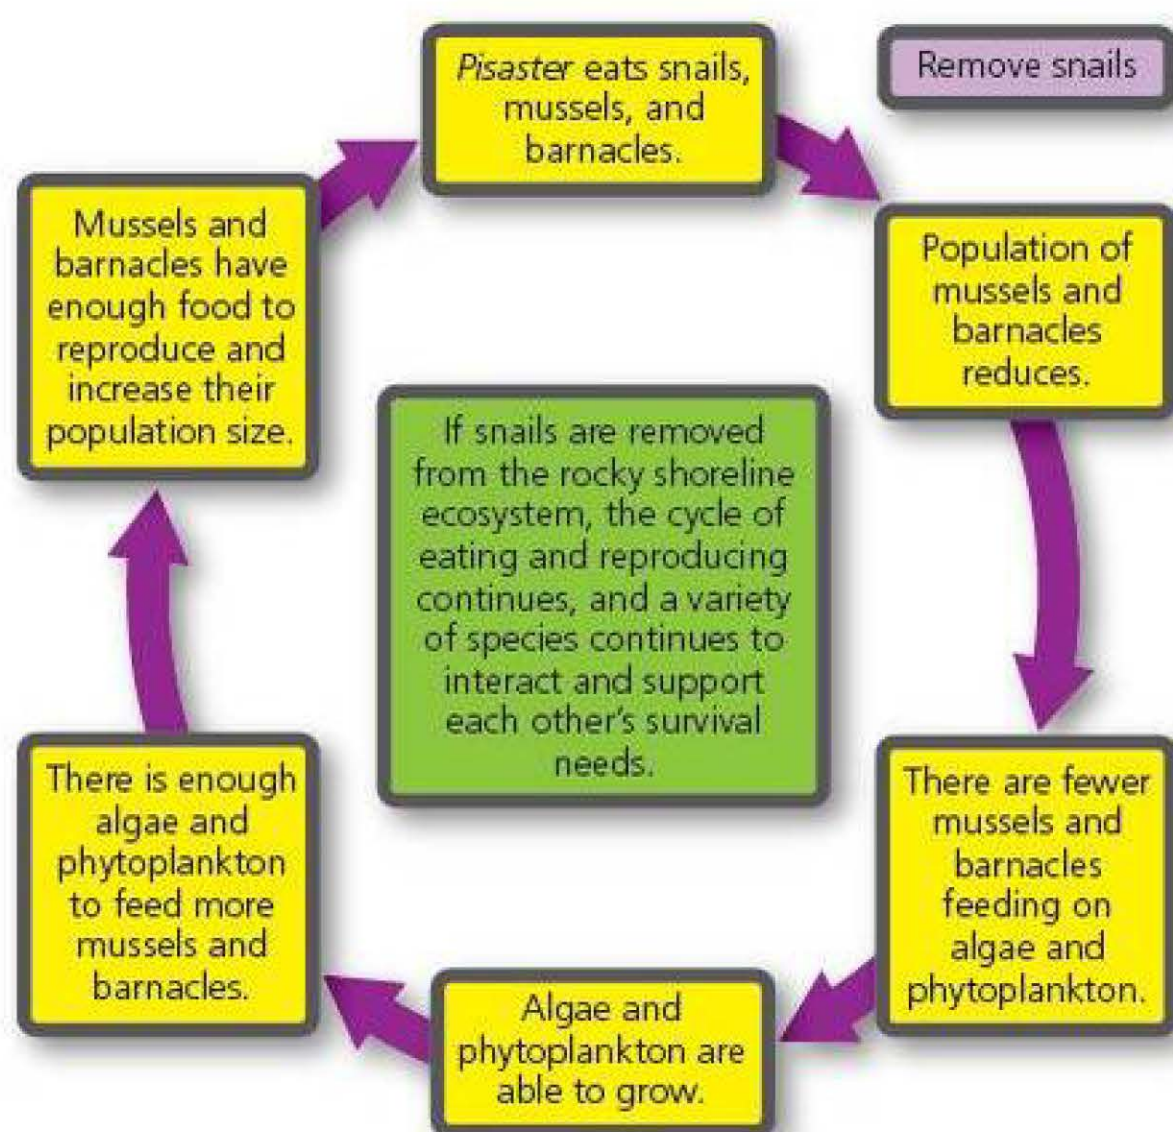 Pisaster eats snails,
mussels, and
barnacles.
Remove snails
Population of
mussels and
barnacles
reduces.
There are fewer
mussels and
barnacles
feeding on
algae and
phytoplankton.
Algae and
phytoplankton are
able to grow.
There is enough
algae and
phytoplankton
to feed more
mussels and
barnacles.
Mussels and
barnacles have
enough food to
reproduce and
increase their
population size.
If snails are removed
from the rocky shoreline
ecosystem, the cycle of
eating and reproducing
continues, and a variety
of species continues to
interact and support
each other's survival
needs.